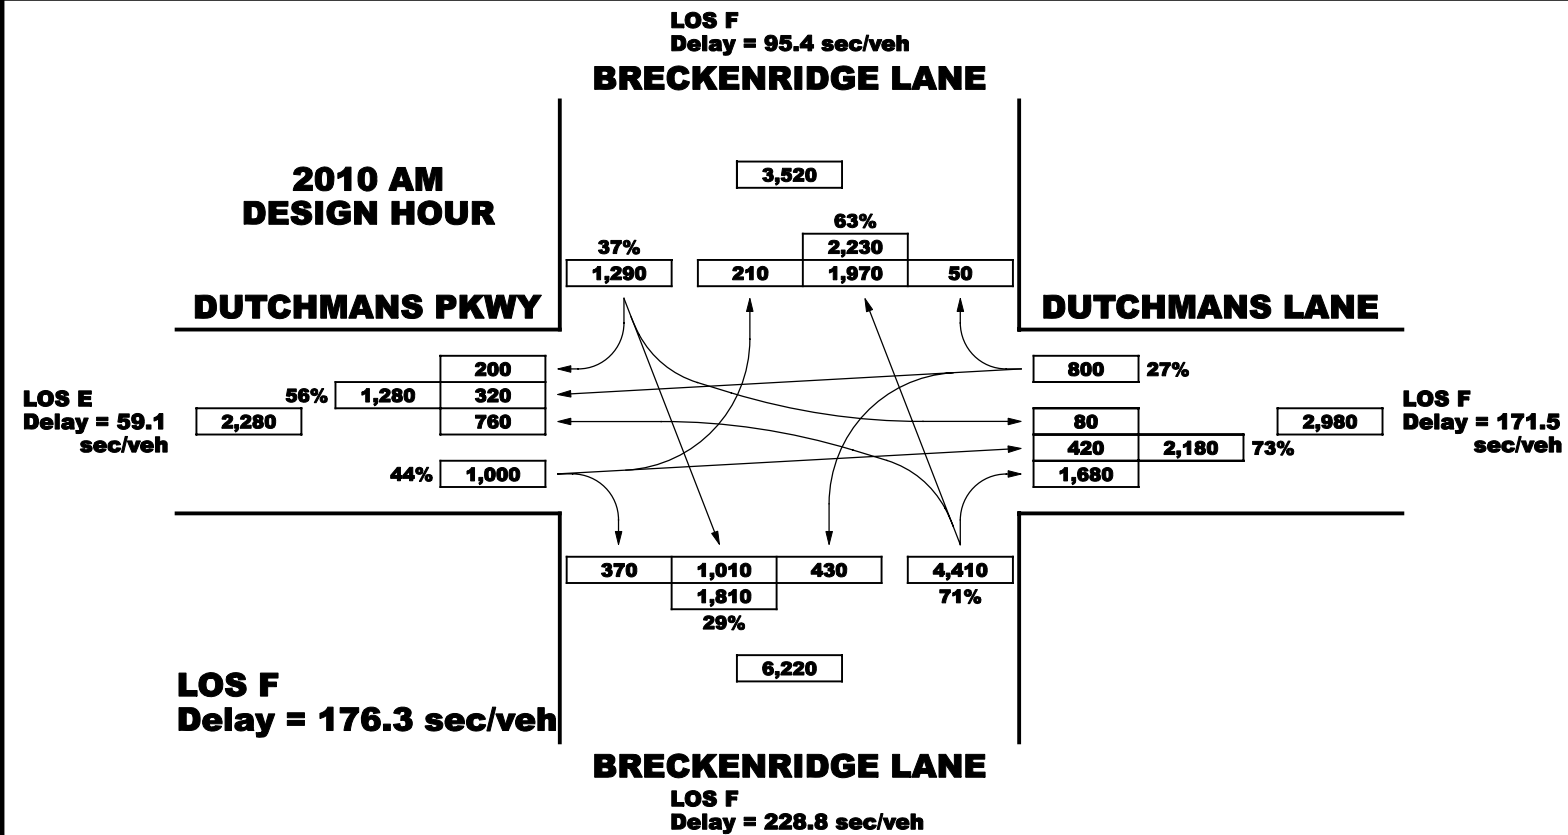 LOS F
Delay = 95.4 sec/veh
BRECKENRIDGE LANE
2010 AM
DESIGN HOUR
3,520
63%
37%
2,230
1,290
210
1,970
50
DUTCHMANS PKWY
DUTCHMANS LANE
200
800
27%
LOS E
Delay = 59.1
sec/veh
56%
1,280
320
2,280
760
44%
1,000
80
420
2,180
73%
1,680
2,980
LOS F
Delay = 171.5
sec/veh
370
1,010
430
4,410
1,810
71%
29%
6,220
LOS F
Delay = 176.3 sec/veh
BRECKENRIDGE LANE
LOS F
Delay = 228.8 sec/veh